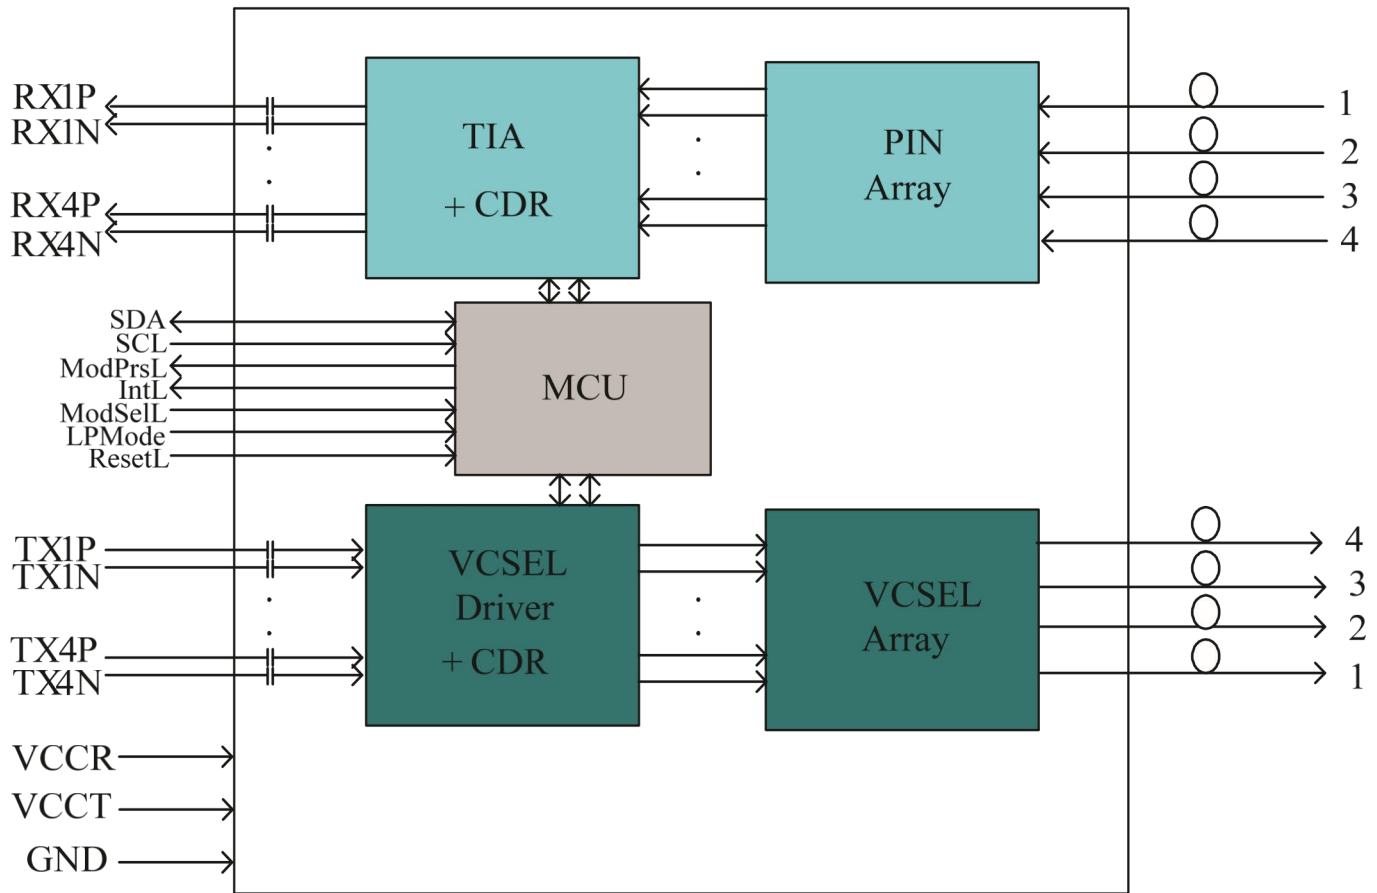 RX1P
RX1N
RX4P
RX4N
TIA
+ CDR
PIN
Array
1
2
3
4
SDA
SCL
ModPrsL
IntL
ModSelL
LPMode
ResetL
MCU
TX1P
TX1N
TX4P
TX4N
VCSEL
Driver
+ CDR
VCSEL
Array
4
3
2
1
VCCR
VCCT
GND